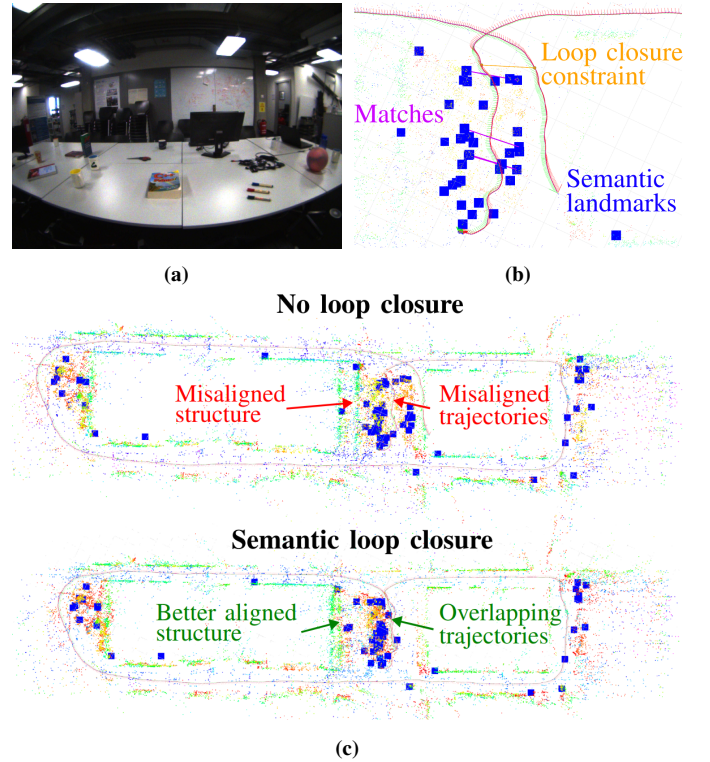 Loop closure
constraint
Matches
Semantic
landmarks
(a)
(b)
No loop closure
Misaligned
structure
Misaligned
trajectories
Semantic loop closure
Better aligned
structure
Overlapping
trajectories
(c)